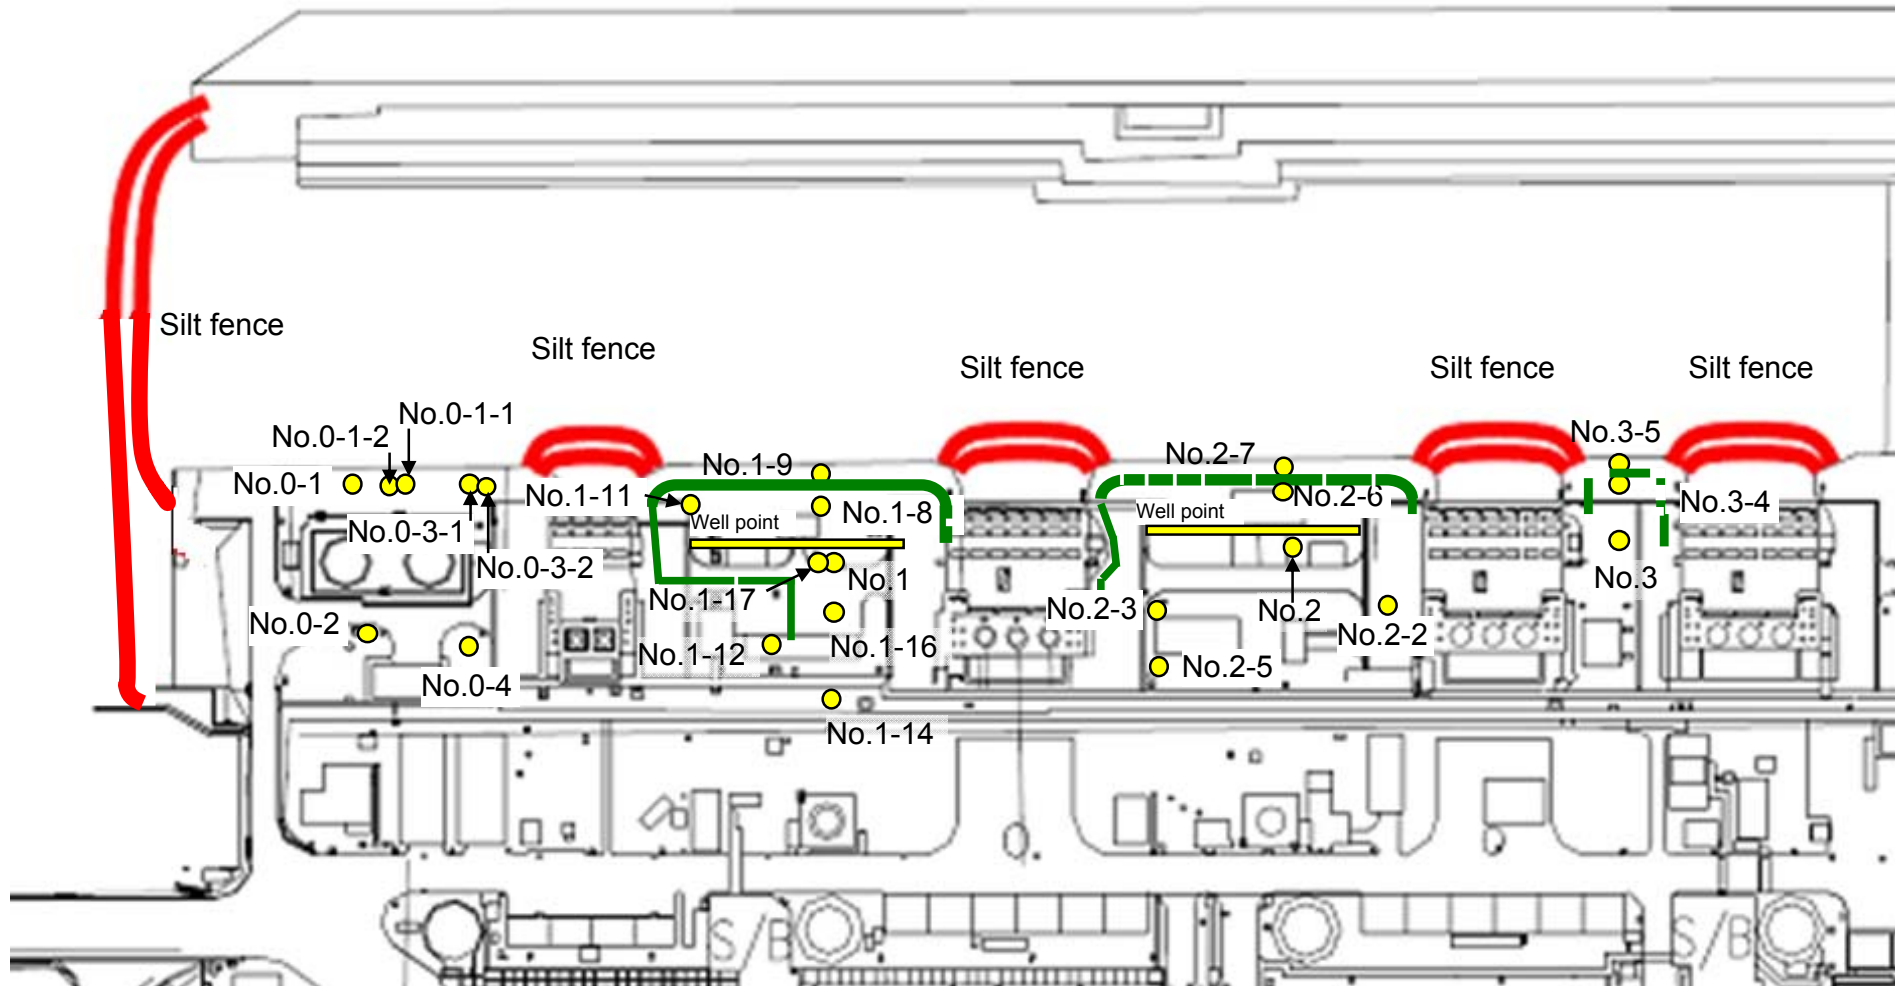 Silt fence
Silt fence
Silt fence
Silt fence
Silt fence
No.0-1-1
No.0-1-2
No.3-5
No.2-7
No.1-9
No.0-1
No.1-11
No.2-6
No.3-4
No.1-8
Well point
Well point
No.0-3-1
No.0-3-2
No.1
No.3
No.1-17
No.2-3
No.2
No.0-2
No.2-2
No.1-16
No.1-12
No.2-5
No.0-4
No.1-14
S/B
S/B